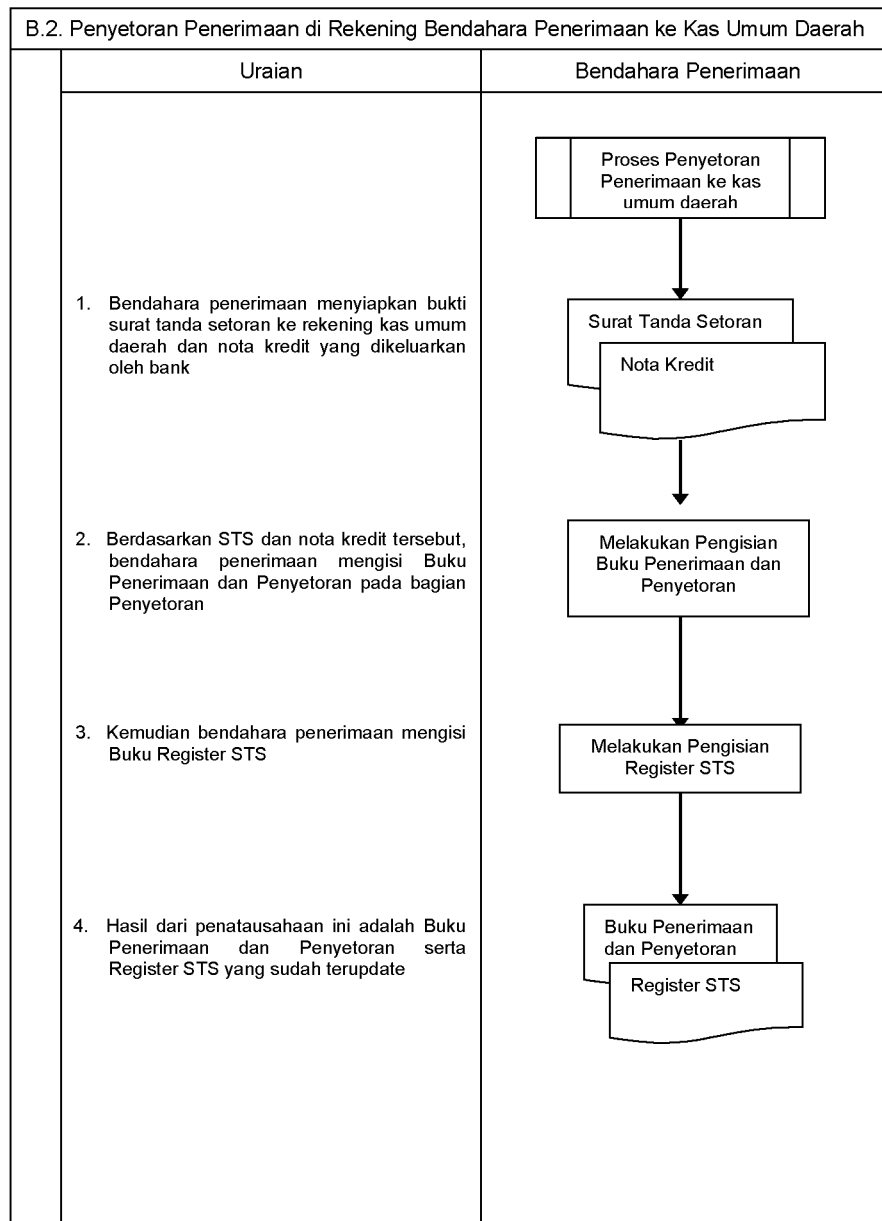 B.2. Penyetoran Penerimaan di Rekening Bendahara Penerimaan ke Kas Umum Daerah
Uraian
Bendahara Penerimaan
Proses Penyetoran
Penerimaan ke kas
umum daerah
1. Bendahara penerimaan menyiapkan bukti
surat tanda setoran ke rekening kas umum
daerah dan nota kredit yang dikeluarkan
oleh bank
Surat Tanda Setoran
Nota Kredit
2. Berdasarkan STS dan nota kredit tersebut,
bendahara penerimaan mengisi Buku
Penerimaan dan Penyetoran pada bagian
Penyetoran
Melakukan Pengisian
Buku Penerimaan dan
Penyetoran
3. Kemudian bendahara penerimaan mengisi
Buku Register STS
Melakukan Pengisian
Register STS
4. Hasil dari penatausahaan ini adalah Buku
Penerimaan dan Penyetoran serta
Register STS yang sudah terupdate
Buku Penerimaan
dan Penyetoran
Register STS